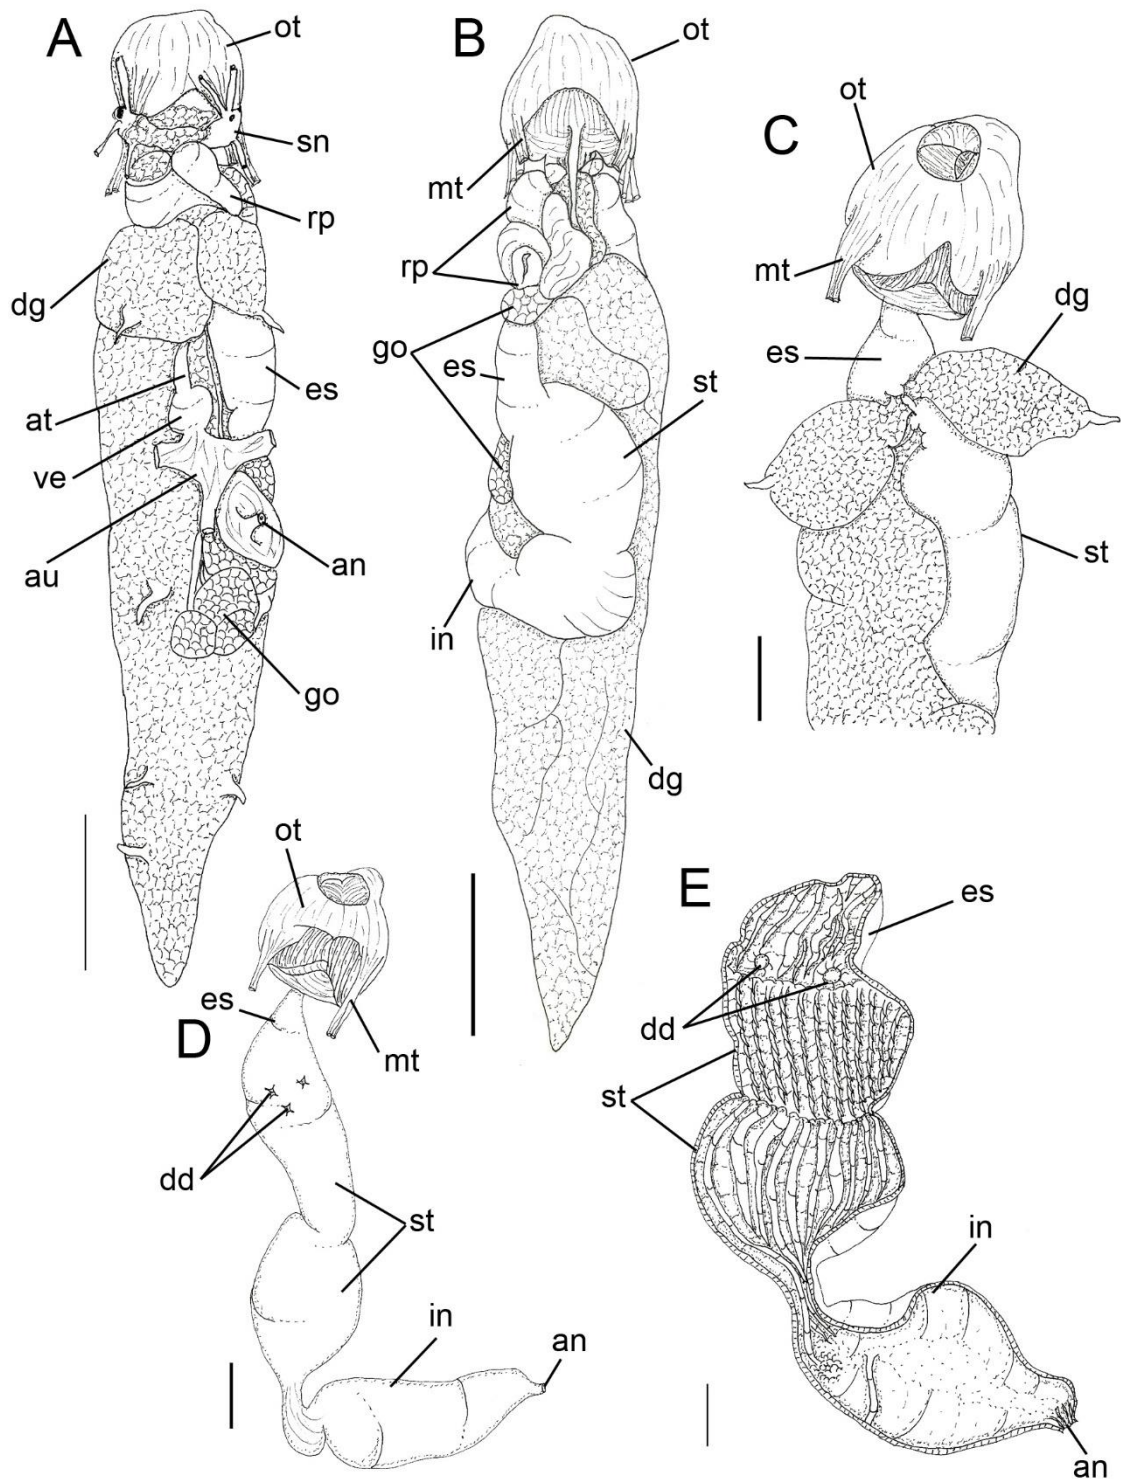 A
ot
sn
rp
dg
es
at
ve
au
an
go
B
ot
mt
rp
go
es
st
in
dg
C
ot
mt
dg
es
st
D
ot
es
mt
dd
st
in
an
E
es
dd
st
in
an